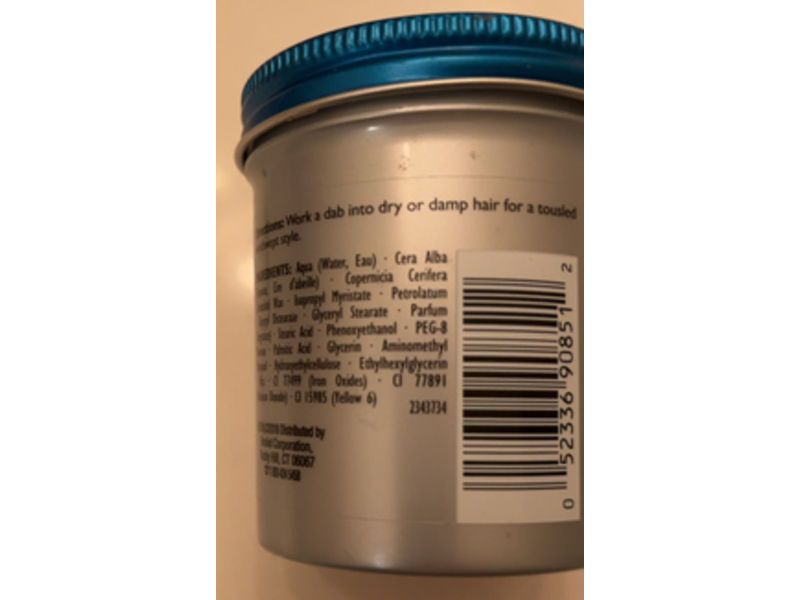 Work a dab into dry or damp hair for a tousled
style.
Aqua (Water, Eau) · Cera Alba
Cire d'abeille) · Copernicia Cerifera
Wax · Isopropyl Myristate · Petrolatum
Glyceryl Stearate · Parfum
Stearic Acid · Phenoxyethanol · PEG-8
Palmitic Acid · Glycerin · Aminomethyl
Hydroxyethylcellulose · Ethylhexylglycerin
CI 77499 (Iron Oxides) · CI 77891
CI 15985 (Yellow 6)
2343734
Distributed by
Corporation,
Hill, CT 06067
0 52336 90851 2